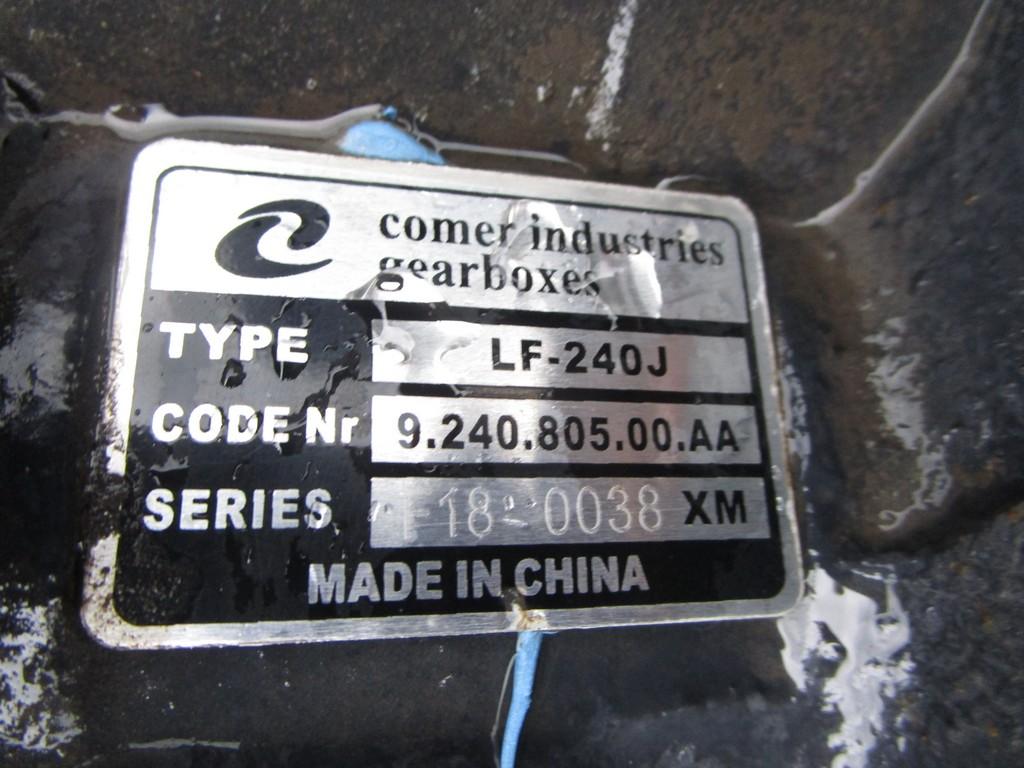 comer industries
gearboxes
TYPE LF-240J
CODE Nr 9.240.805.00.AA
SERIES F18-0038 XM
MADE IN CHINA